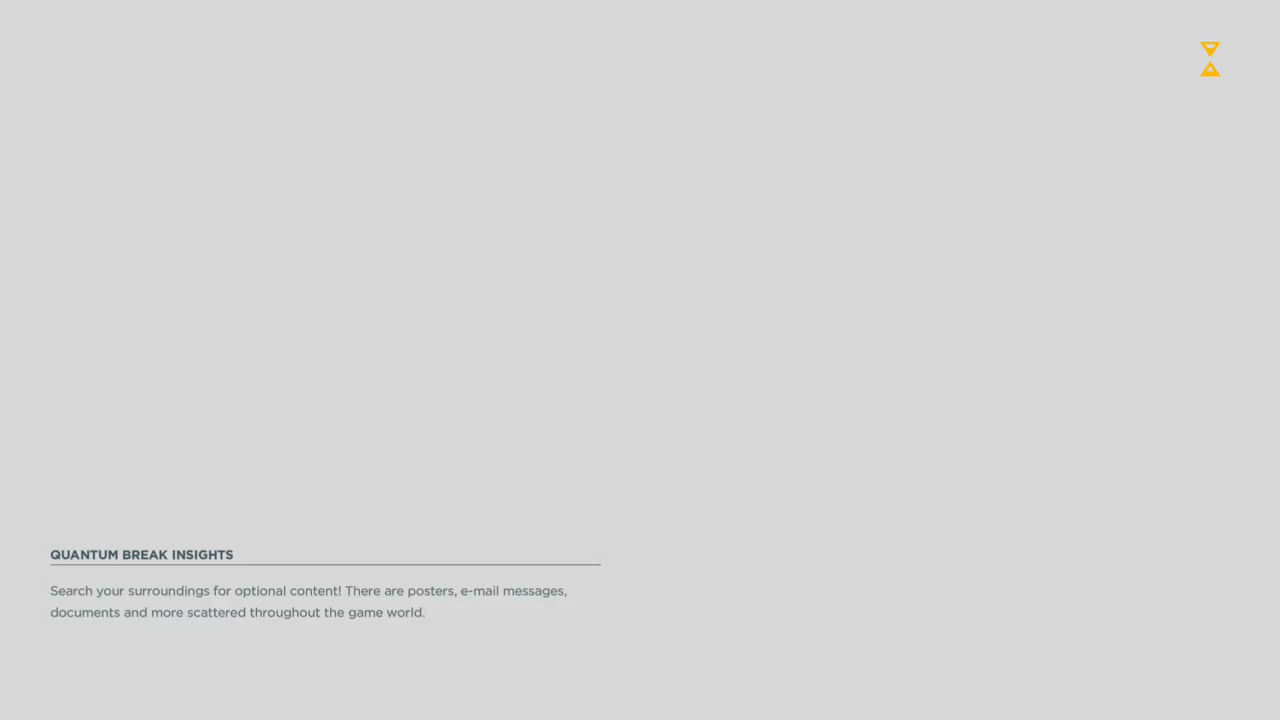 QUANTUM BREAK INSIGHTS
Search your surroundings for optional content! There are posters, e-mail messages,
documents and more scattered throughout the game world.